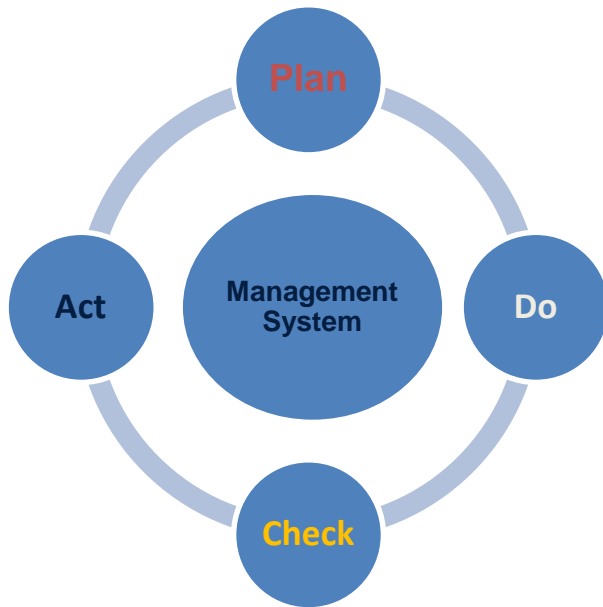 Plan
Act
Management
System
Do
Check